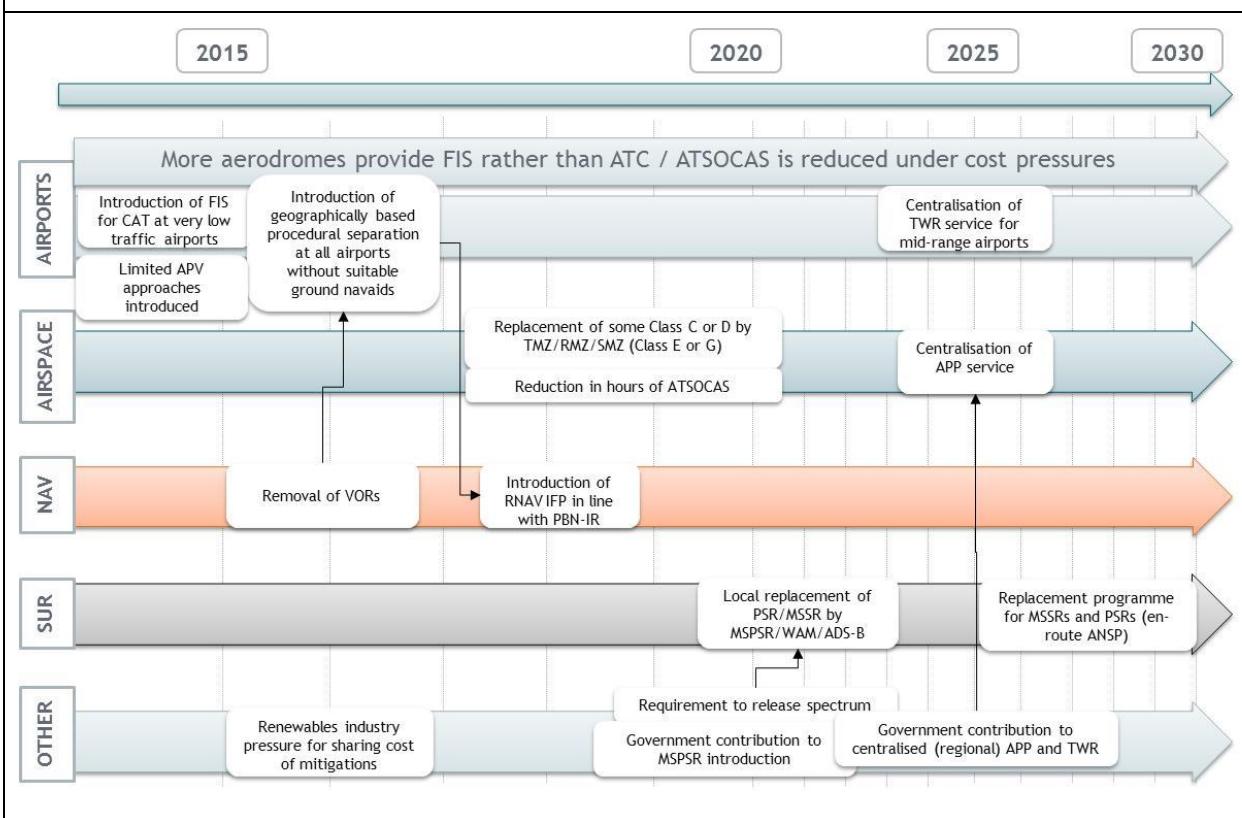 2015
2020
2025
2030
AIRPORTS
More aerodromes provide FIS rather than ATC / ATSOCAS is reduced under cost pressures
Introduction of FIS
for CAT at very low
traffic airports
Limited APV
approaches
introduced
Introduction of
geographically based
procedural separation
at all airports
without suitable
ground navaids
Centralisation of
TWR service for
mid-range airports
AIRSPACE
Replacement of some Class C or D by
TMZ/RMZ/SMZ (Class E or G)
Reduction in hours of ATSOCAS
Centralisation of
APP service
NAV
Removal of VORs
Introduction of
RNAV IFP in line
with PBN-IR
SUR
Local replacement of
PSR/MSSR by
MSPSR/WAM/ADS-B
Replacement programme
for MSSRs and PSRs (en-
route ANSP)
OTHER
Renewables industry
pressure for sharing cost
of mitigations
Requirement to release spectrum
Government contribution to
MSPSR introduction
Government contribution to
centralised (regional) APP and TWR